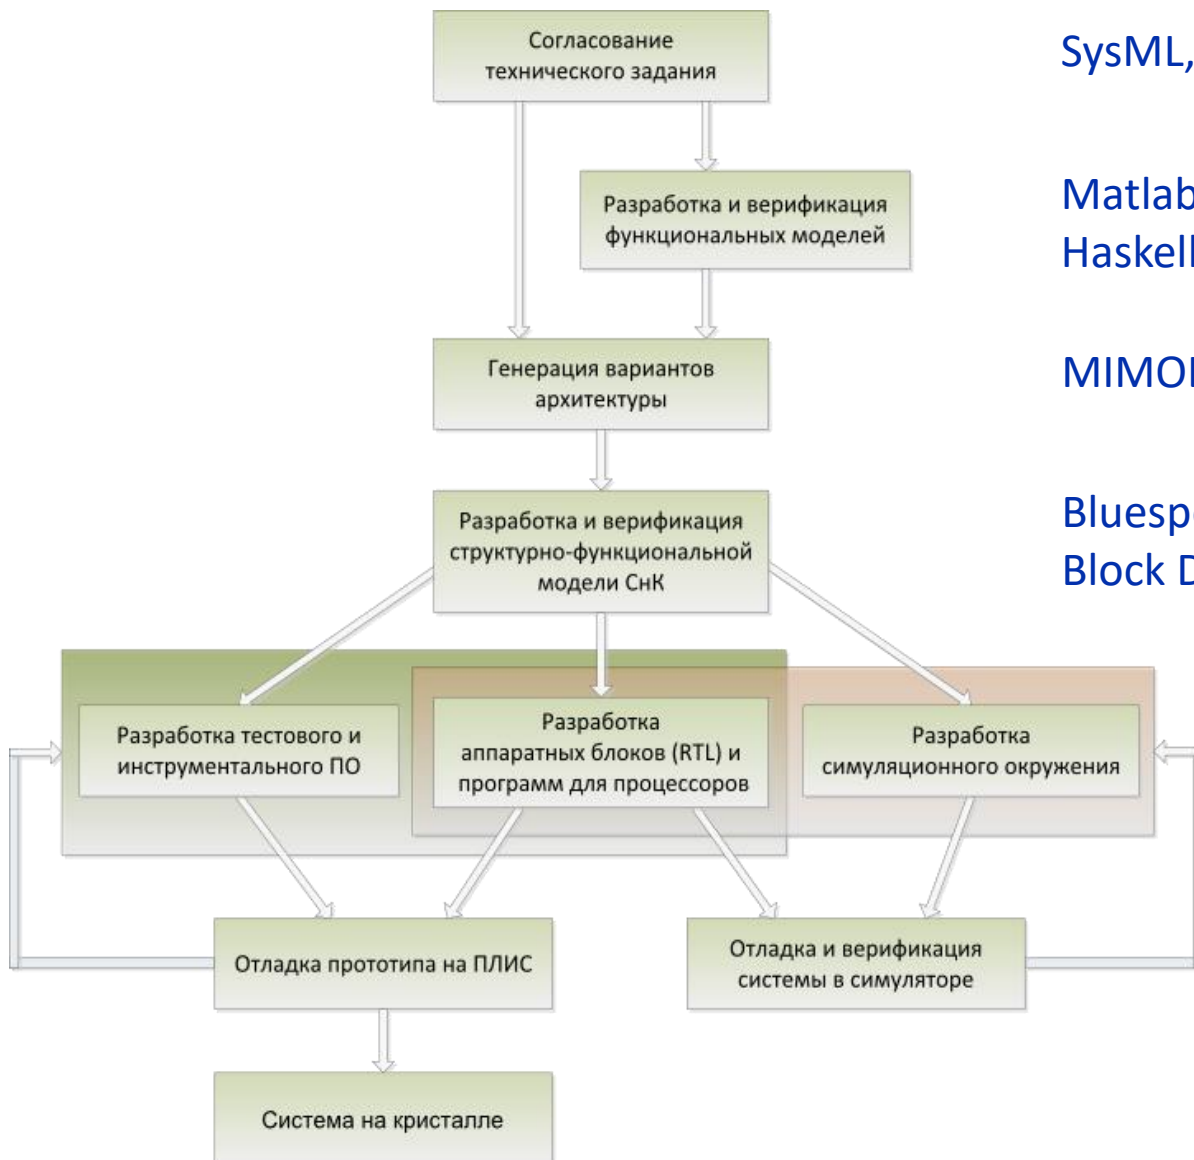 Согласование
технического задания
SysML,
Разработка и верификация
функциональных моделей
Matlab
Haskell
Генерация вариантов
архитектуры
Разработка и верификация
структурно-функциональной
модели СнК
Block
Разработка тестового и
инструментального ПО
Разработка
аппаратных блоков (RTL) и
программ для процессоров
Разработка
симуляционного окружения
Отладка прототипа на ПЛИС
Отладка и верификация
системы в симуляторе
Система на кристалле